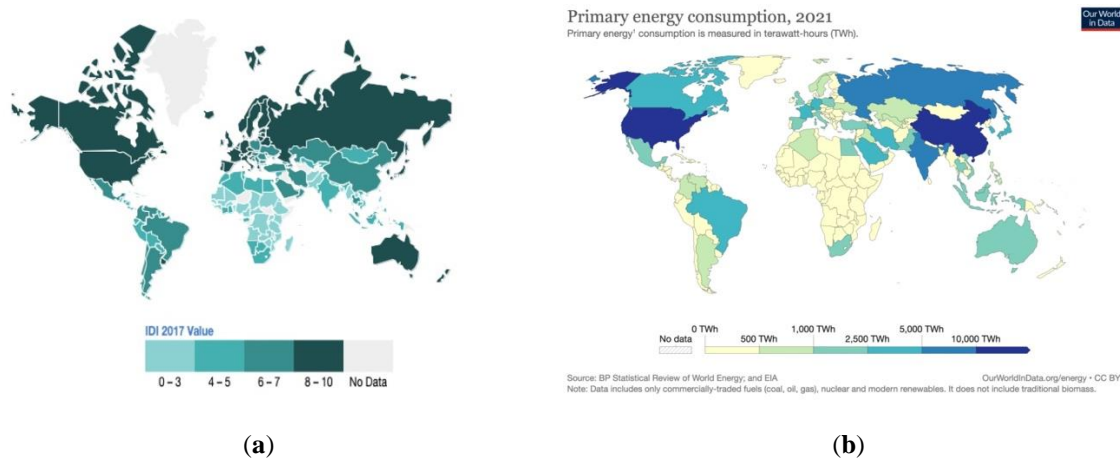 IDI 2017 Value
0 – 3
4 – 5
6 – 7
8 – 10
No Data
(a)
Primary energy consumption, 2021
Primary energy¹ consumption is measured in terawatt-hours (TWh).
Our World
in Data
No data
0 TWh
500 TWh
1,000 TWh
2,500 TWh
5,000 TWh
10,000 TWh
Source: BP Statistical Review of World Energy; and EIA
OurWorldInData.org/energy • CC BY
Note: Data includes only commercially-traded fuels (coal, oil, gas), nuclear and modern renewables. It does not include traditional biomass.
(b)